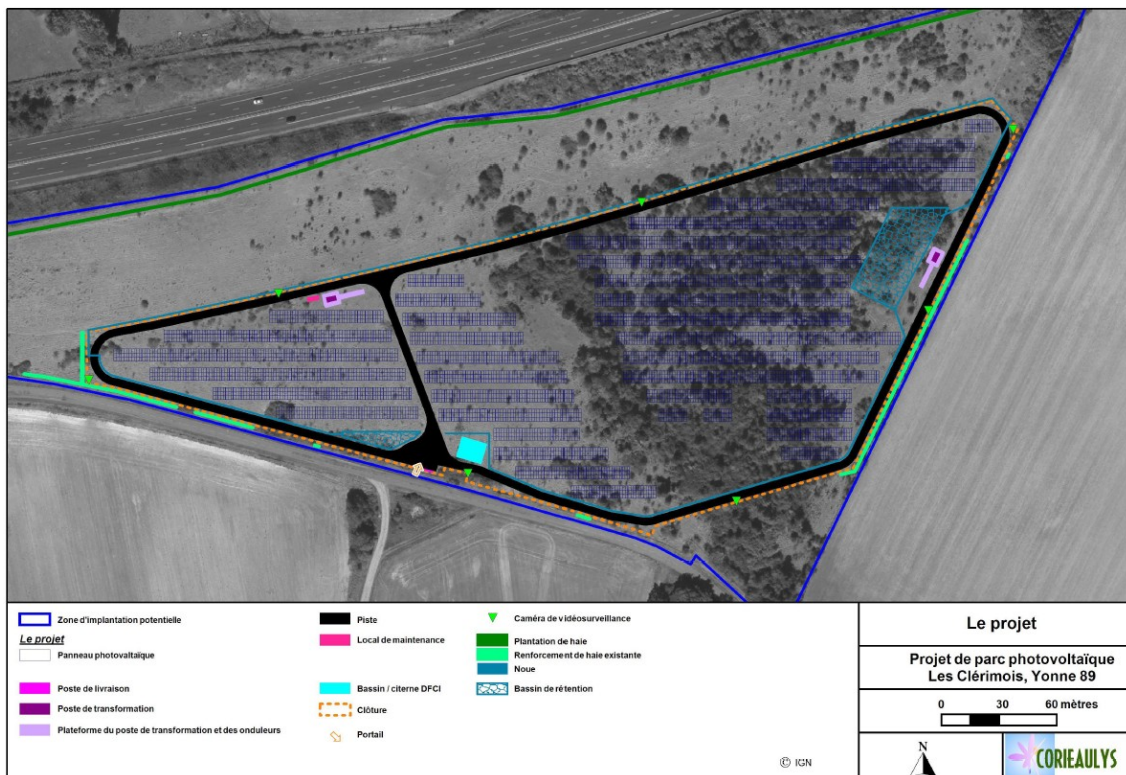 Zone d'implantation potentielle
Le projet
Panneau photovoltaïque
Poste de livraison
Poste de transformation
Plateforme du poste de transformation et des onduleurs
Piste
Local de maintenance
Bassin / citerne DFCI
Clôture
Portail
Caméra de vidéosurveillance
Plantation de haie
Renforcement de haie existante
Noue
Bassin de rétention
© IGN
Le projet
Projet de parc photovoltaïque
Les Clérimois, Yonne 89
0 30 60 mètres
N
CORIEAULYS